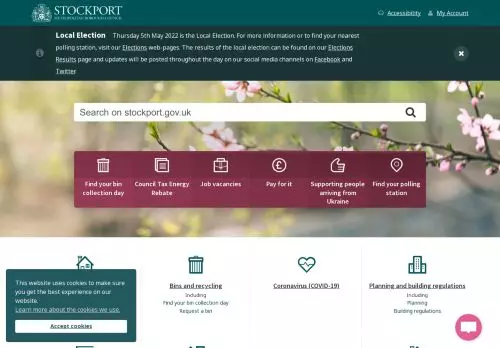 STOCKPORT
METROPOLITAN BOROUGH COUNCIL
Accessibility
My Account
Local Election Thursday 5th May 2022 is the Local Election. For more information or to find your nearest
polling station, visit our Elections web-pages. The results of the local election can be found on our Elections
Results page and updates will be posted throughout the day on our social media channels on Facebook and
Twitter.
Search on stockport.gov.uk
Find your bin
collection day
Council Tax Energy
Rebate
Job vacancies
Pay for it
Supporting people
arriving from
Ukraine
Find your polling
station
Bins and recycling
Including
Find your bin collection day
Request a bin
Coronavirus (COVID-19)
Planning and building regulations
Including
Planning
Bunting regulations
This website uses cookies to make sure
you get the best experience on our
website.
Learn more about the cookies we use.
Accept cookies